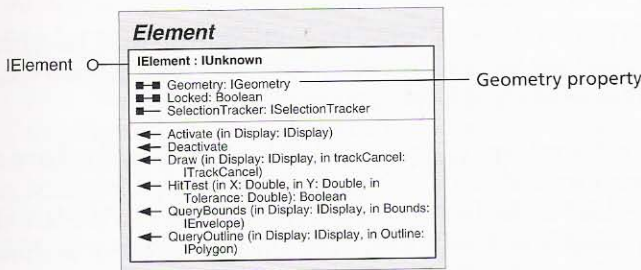 Element
IElement
IElement : IUnknown
Geometry: IGeometry
Geometry property
Locked: Boolean
SelectionTracker: ISelectionTracker
Activate (in Display: IDisplay)
Deactivate
Draw (in Display: IDisplay, in trackCancel:
ITrackCancel)
HitTest (in X: Double, in Y: Double, in
Tolerance: Double): Boolean
QueryBounds (in Display: IDisplay, in Bounds:
IEnvelope)
QueryOutline (in Display: IDisplay, in Outline:
IPolygon)